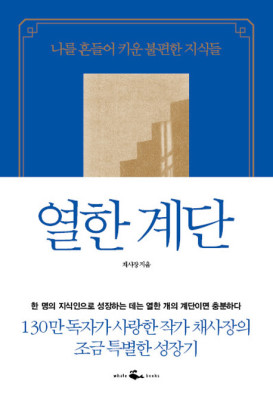 나를 흔들어 키운 불편한 지식들
열한 계단
채사장 지음
한 명의 지식인으로 성장하는 데는 열한 개의 계단이면 충분하다
130만 독자가 사랑한 작가 채사장의
조금 특별한 성장기
whale books